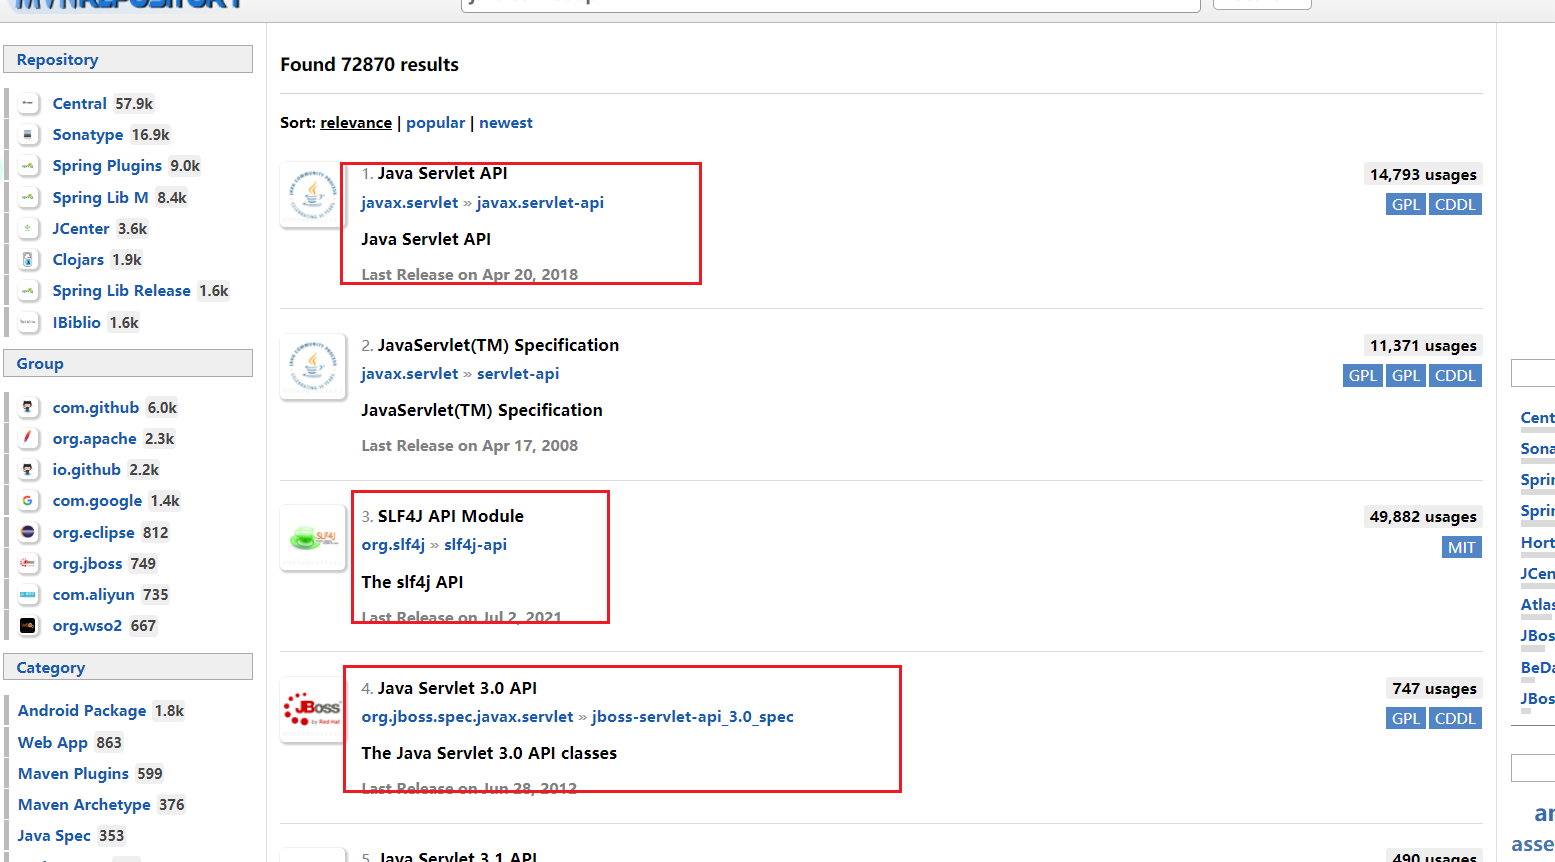 MVNREPOSITORY
Repository
Central 57.9k
Sonatype 16.9k
Spring Plugins 9.0k
Spring Lib M 8.4k
JCenter 3.6k
Clojars 1.9k
Spring Lib Release 1.6k
IBiblio 1.6k
Group
com.github 6.0k
org.apache 2.3k
io.github 2.2k
com.google 1.4k
org.eclipse 812
org.jboss 749
com.aliyun 735
org.wso2 667
Category
Android Package 1.8k
Web App 863
Maven Plugins 599
Maven Archetype 376
Java Spec 353
Found 72870 results
Sort: relevance | popular | newest
1. Java Servlet API
14,793 usages
javax.servlet » javax.servlet-api
GPL CDDL
Java Servlet API
Last Release on Apr 20, 2018
2. JavaServlet(TM) Specification
11,371 usages
javax.servlet » servlet-api
GPL GPL CDDL
JavaServlet(TM) Specification
Last Release on Apr 17, 2008
3. SLF4J API Module
49,882 usages
org.slf4j » slf4j-api
MIT
The slf4j API
Last Release on Jul 2, 2021
4. Java Servlet 3.0 API
747 usages
org.jboss.spec.javax.servlet » jboss-servlet-api_3.0_spec
GPL CDDL
The Java Servlet 3.0 API classes
Last Release on Jun 28, 2012
5. Java Servlet 3.1 API
490 usages
JBoss
by Red Hat
SLF4J
Cent
Sona
Sprin
Sprin
Hort
JCen
Atlas
JBos
BeDa
JBos
ar
asse